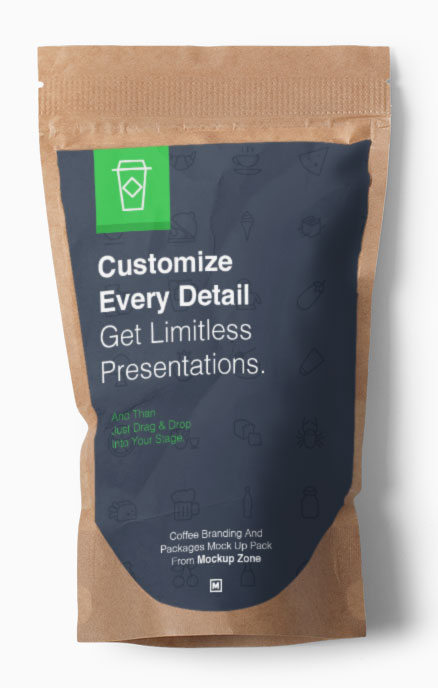 Customize
Every Detail
Get Limitless
Presentations.
And Than
Just Drag & Drop
Into Your Stage.
Coffee Branding And
Packages Mock Up Pack
From Mockup Zone
M